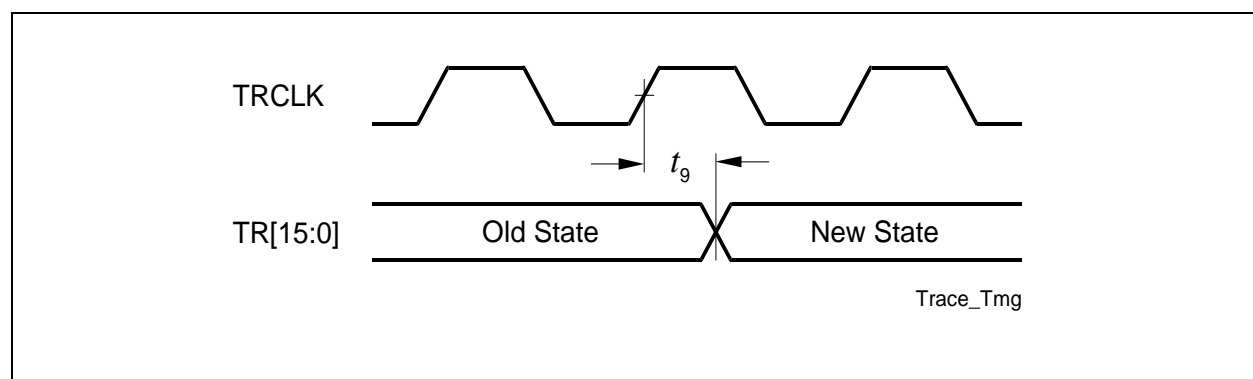 TRCLK
t9
TR[15:0] Old State New State
Trace_Tmg